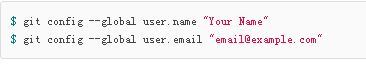 $ git config --global user.name "Your Name"
$ git config --global user.email "email@example.com"